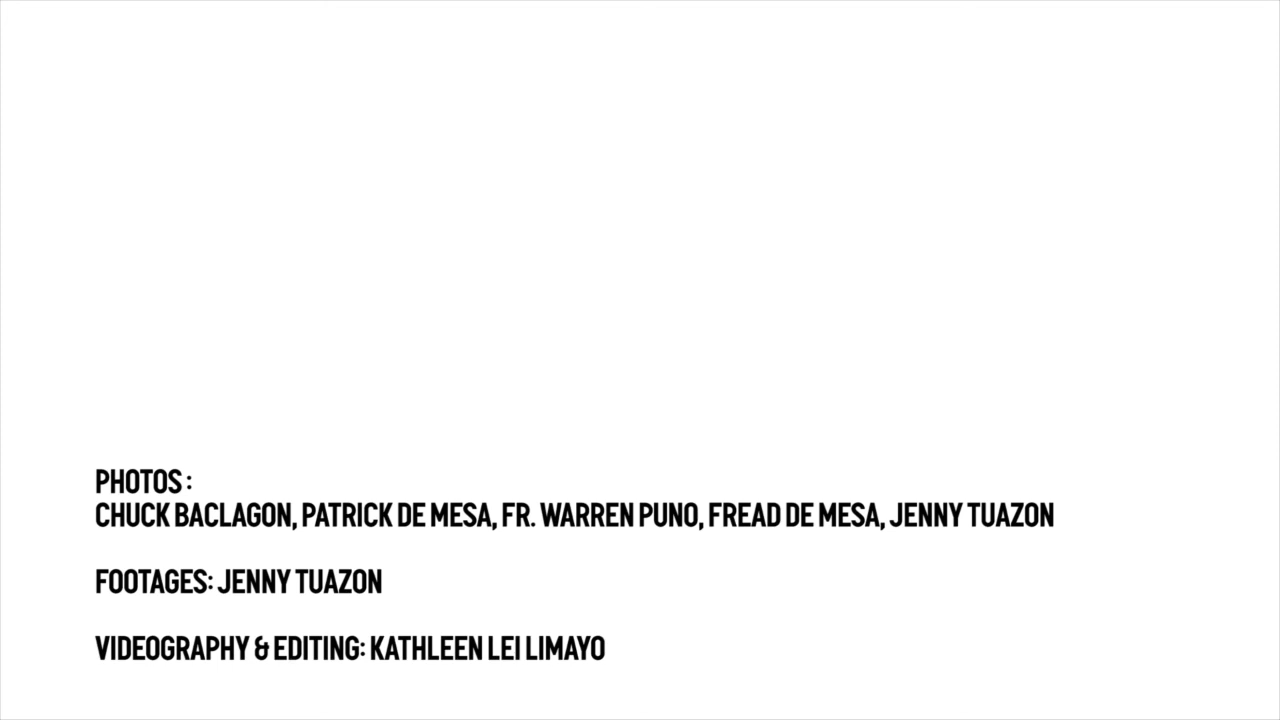 PHOTOS :
CHUCK BACLAGON, PATRICK DE MESA, FR. WARREN PUNO, FREAD DE MESA, JENNY TUAZON
FOOTAGES: JENNY TUAZON
VIDEOGRAPHY & EDITING: KATHLEEN LEI LIMAYO